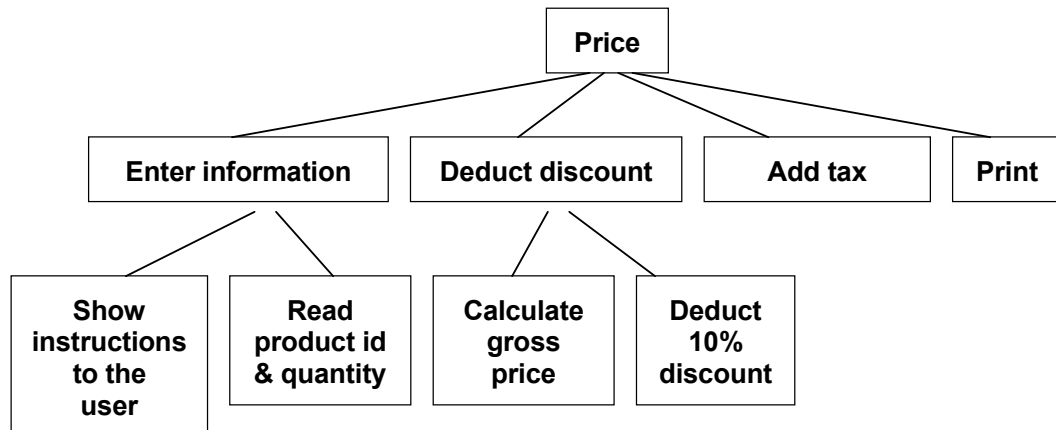 Price
Enter information
Deduct discount
Add tax
Print
Show
instructions
to the
user
Read
product id
& quantity
Calculate
gross
price
Deduct
10%
discount